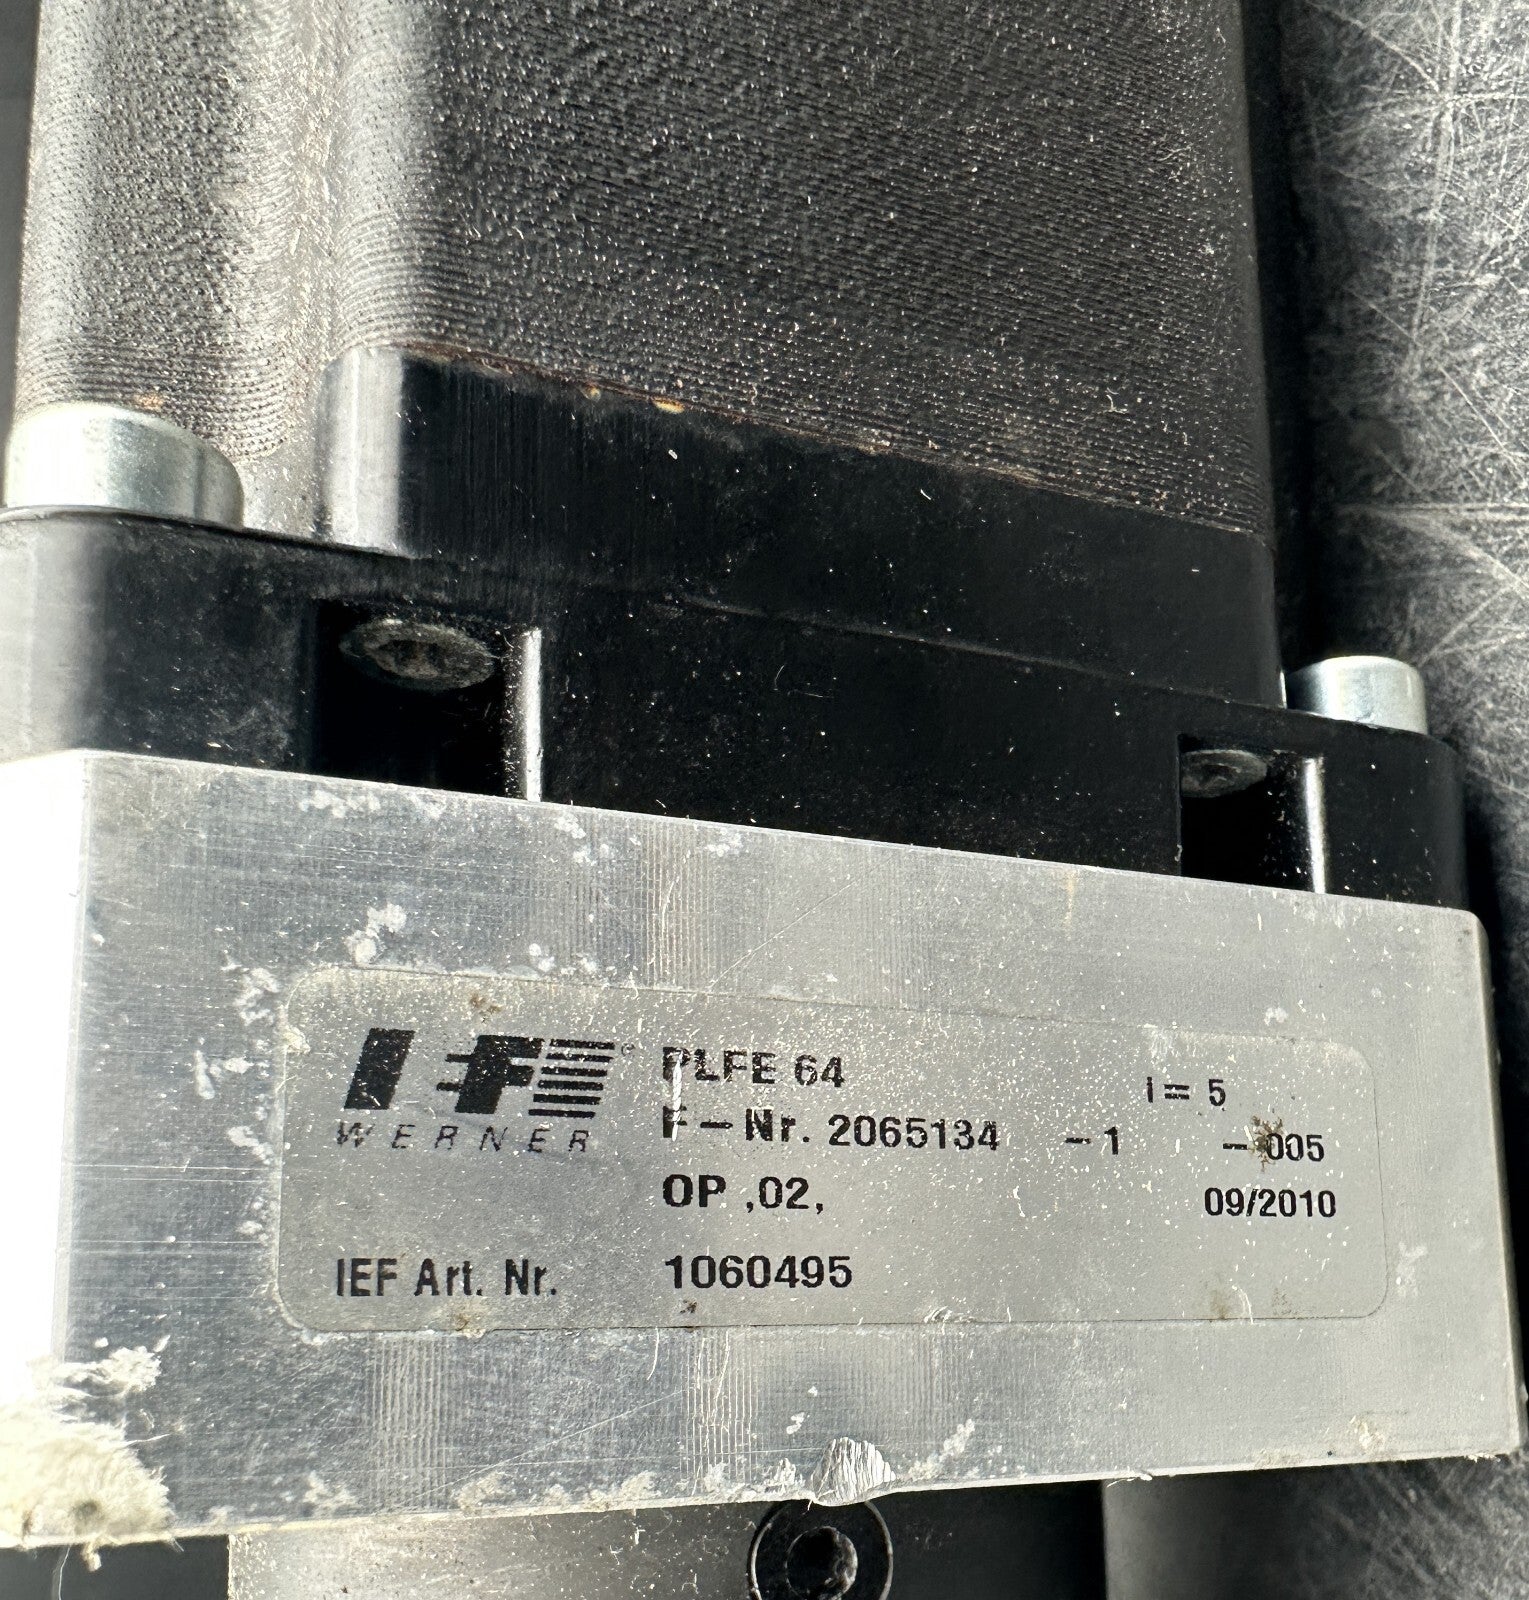 IEF®
WERNER
PLFE 64 I= 5
F-Nr. 2065134 -1 -005
OP ,02, 09/2010
IEF Art. Nr. 1060495